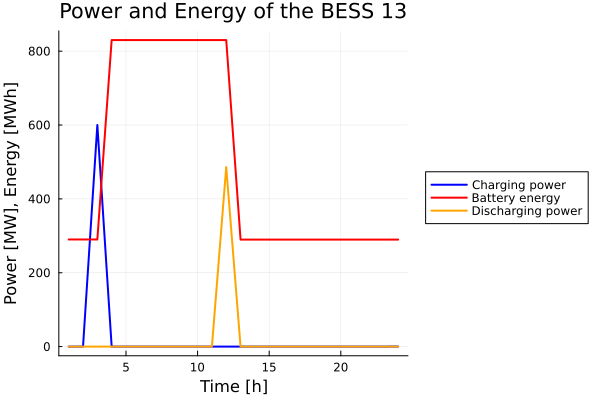 Power and Energy of the BESS 13
Power [MW], Energy [MWh]
800
600
400
200
0
5 10 15 20
Time [h]
Charging power
Battery energy
Discharging power